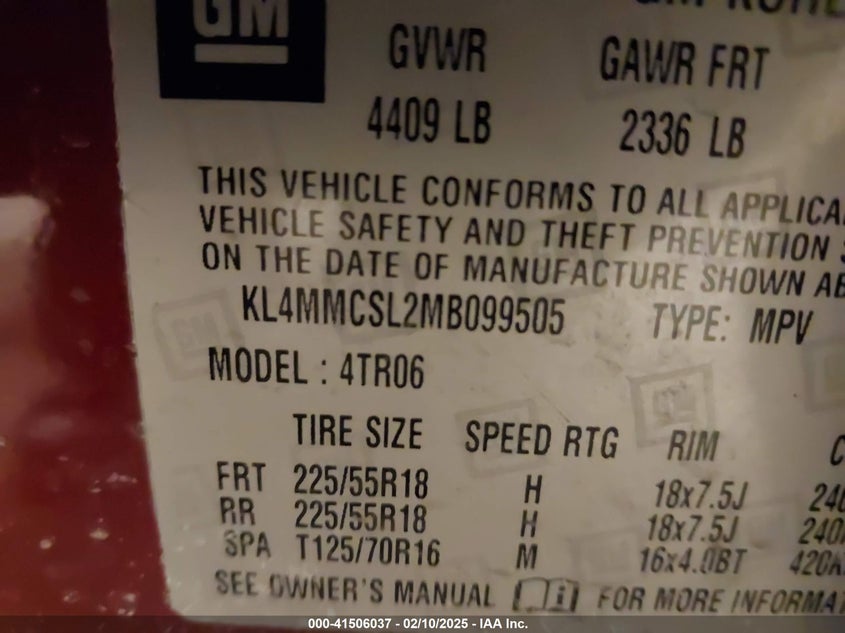 GM
GVWR GAWR FRT
4409 LB 2336 LB
THIS VEHICLE CONFORMS TO ALL
VEHICLE SAFETY AND THEFT PREVENTION
ON THE DATE OF MANUFACTURE SHOWN
KL4MMCSL2MB099505 TYPE: MPV
MODEL : 4TR06
TIRE SIZE SPEED RTG RIM
FRT 225/55R18 H 18x7.5J
RR 225/55R18 H 18x7.5J
SPA T125/70R16 M 16x4.0BT
SEE OWNER'S MANUAL FOR MORE
000-41506037 - 02/10/2025 - IAA Inc.